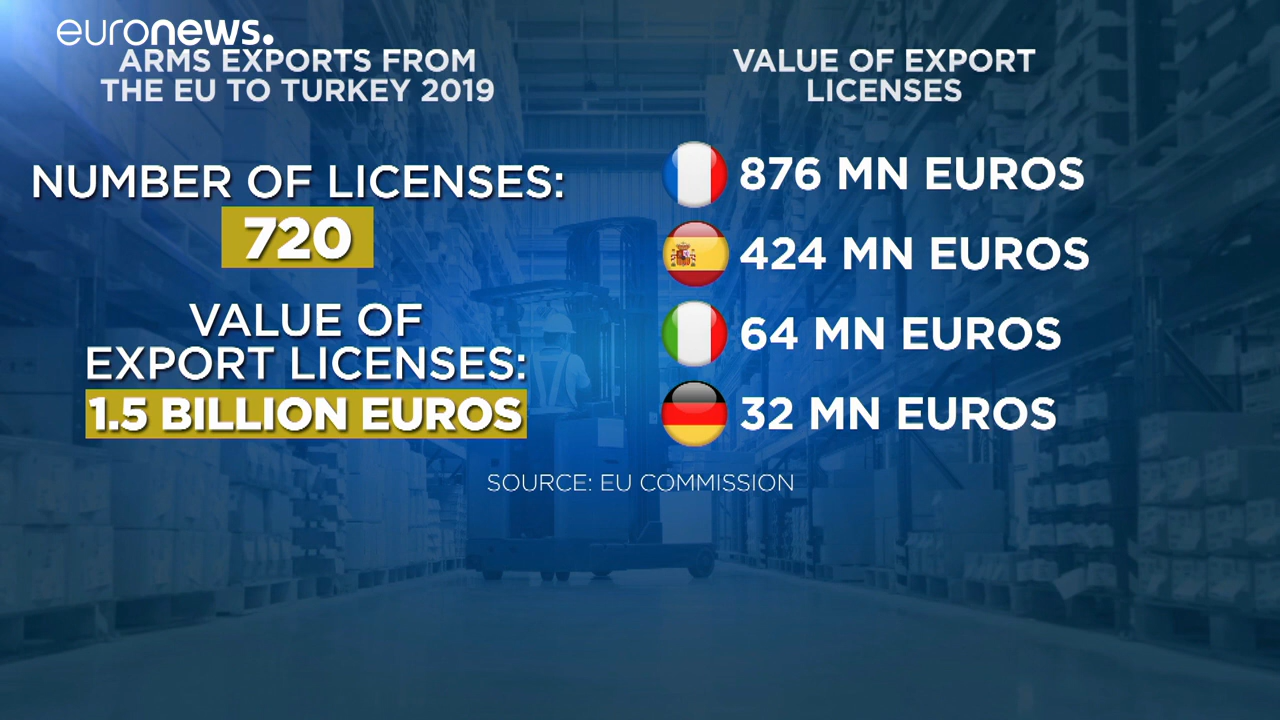 euronews.
ARMS EXPORTS FROM
THE EU TO TURKEY 2019
NUMBER OF LICENSES:
720
VALUE OF
EXPORT LICENSES:
1.5 BILLION EUROS
VALUE OF EXPORT
LICENSES
876 MN EUROS
424 MN EUROS
64 MN EUROS
32 MN EUROS
SOURCE: EU COMMISSION